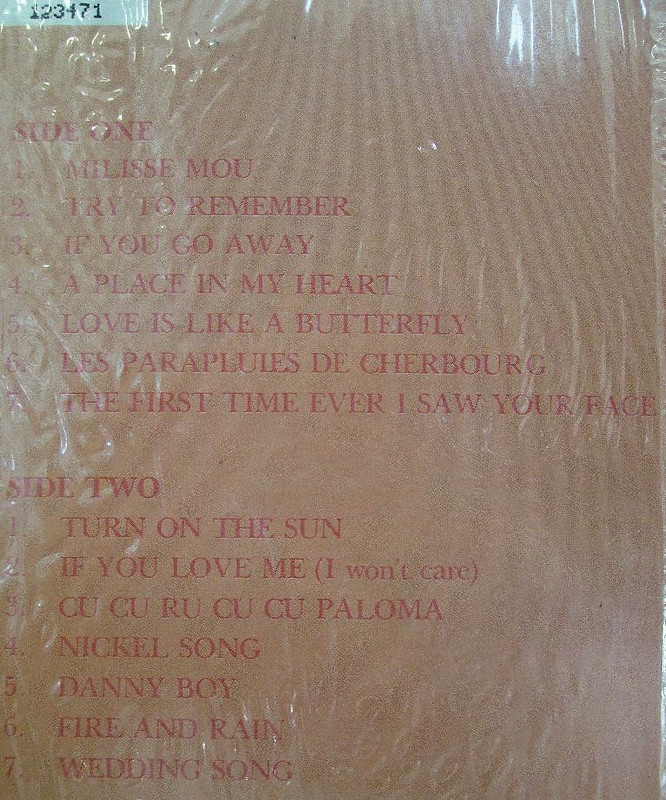 123471
SIDE ONE
1. MILISSE MOU
2. TRY TO REMEMBER
3. IF YOU GO AWAY
4. A PLACE IN MY HEART
5. LOVE IS LIKE A BUTTERFLY
6. LES PARAPLUIES DE CHERBOURG
7. THE FIRST TIME EVER I SAW YOUR FACE
SIDE TWO
1. TURN ON THE SUN
2. IF YOU LOVE ME (I won't care)
3. CU CU RU CU CU PALOMA
4. NICKEL SONG
5. DANNY BOY
6. FIRE AND RAIN
7. WEDDING SONG